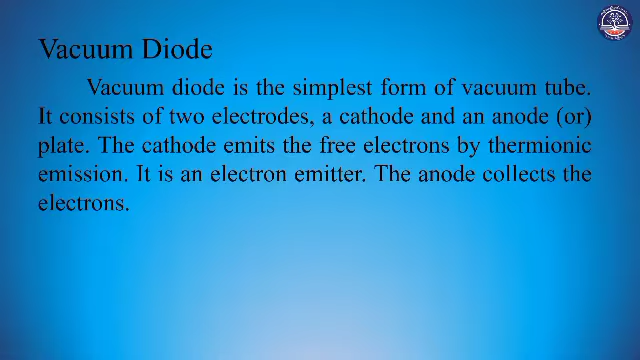 Vacuum Diode
Vacuum diode is the simplest form of vacuum tube.
It consists of two electrodes, a cathode and an anode (or)
plate. The cathode emits the free electrons by thermionic
emission. It is an electron emitter. The anode collects the
electrons.